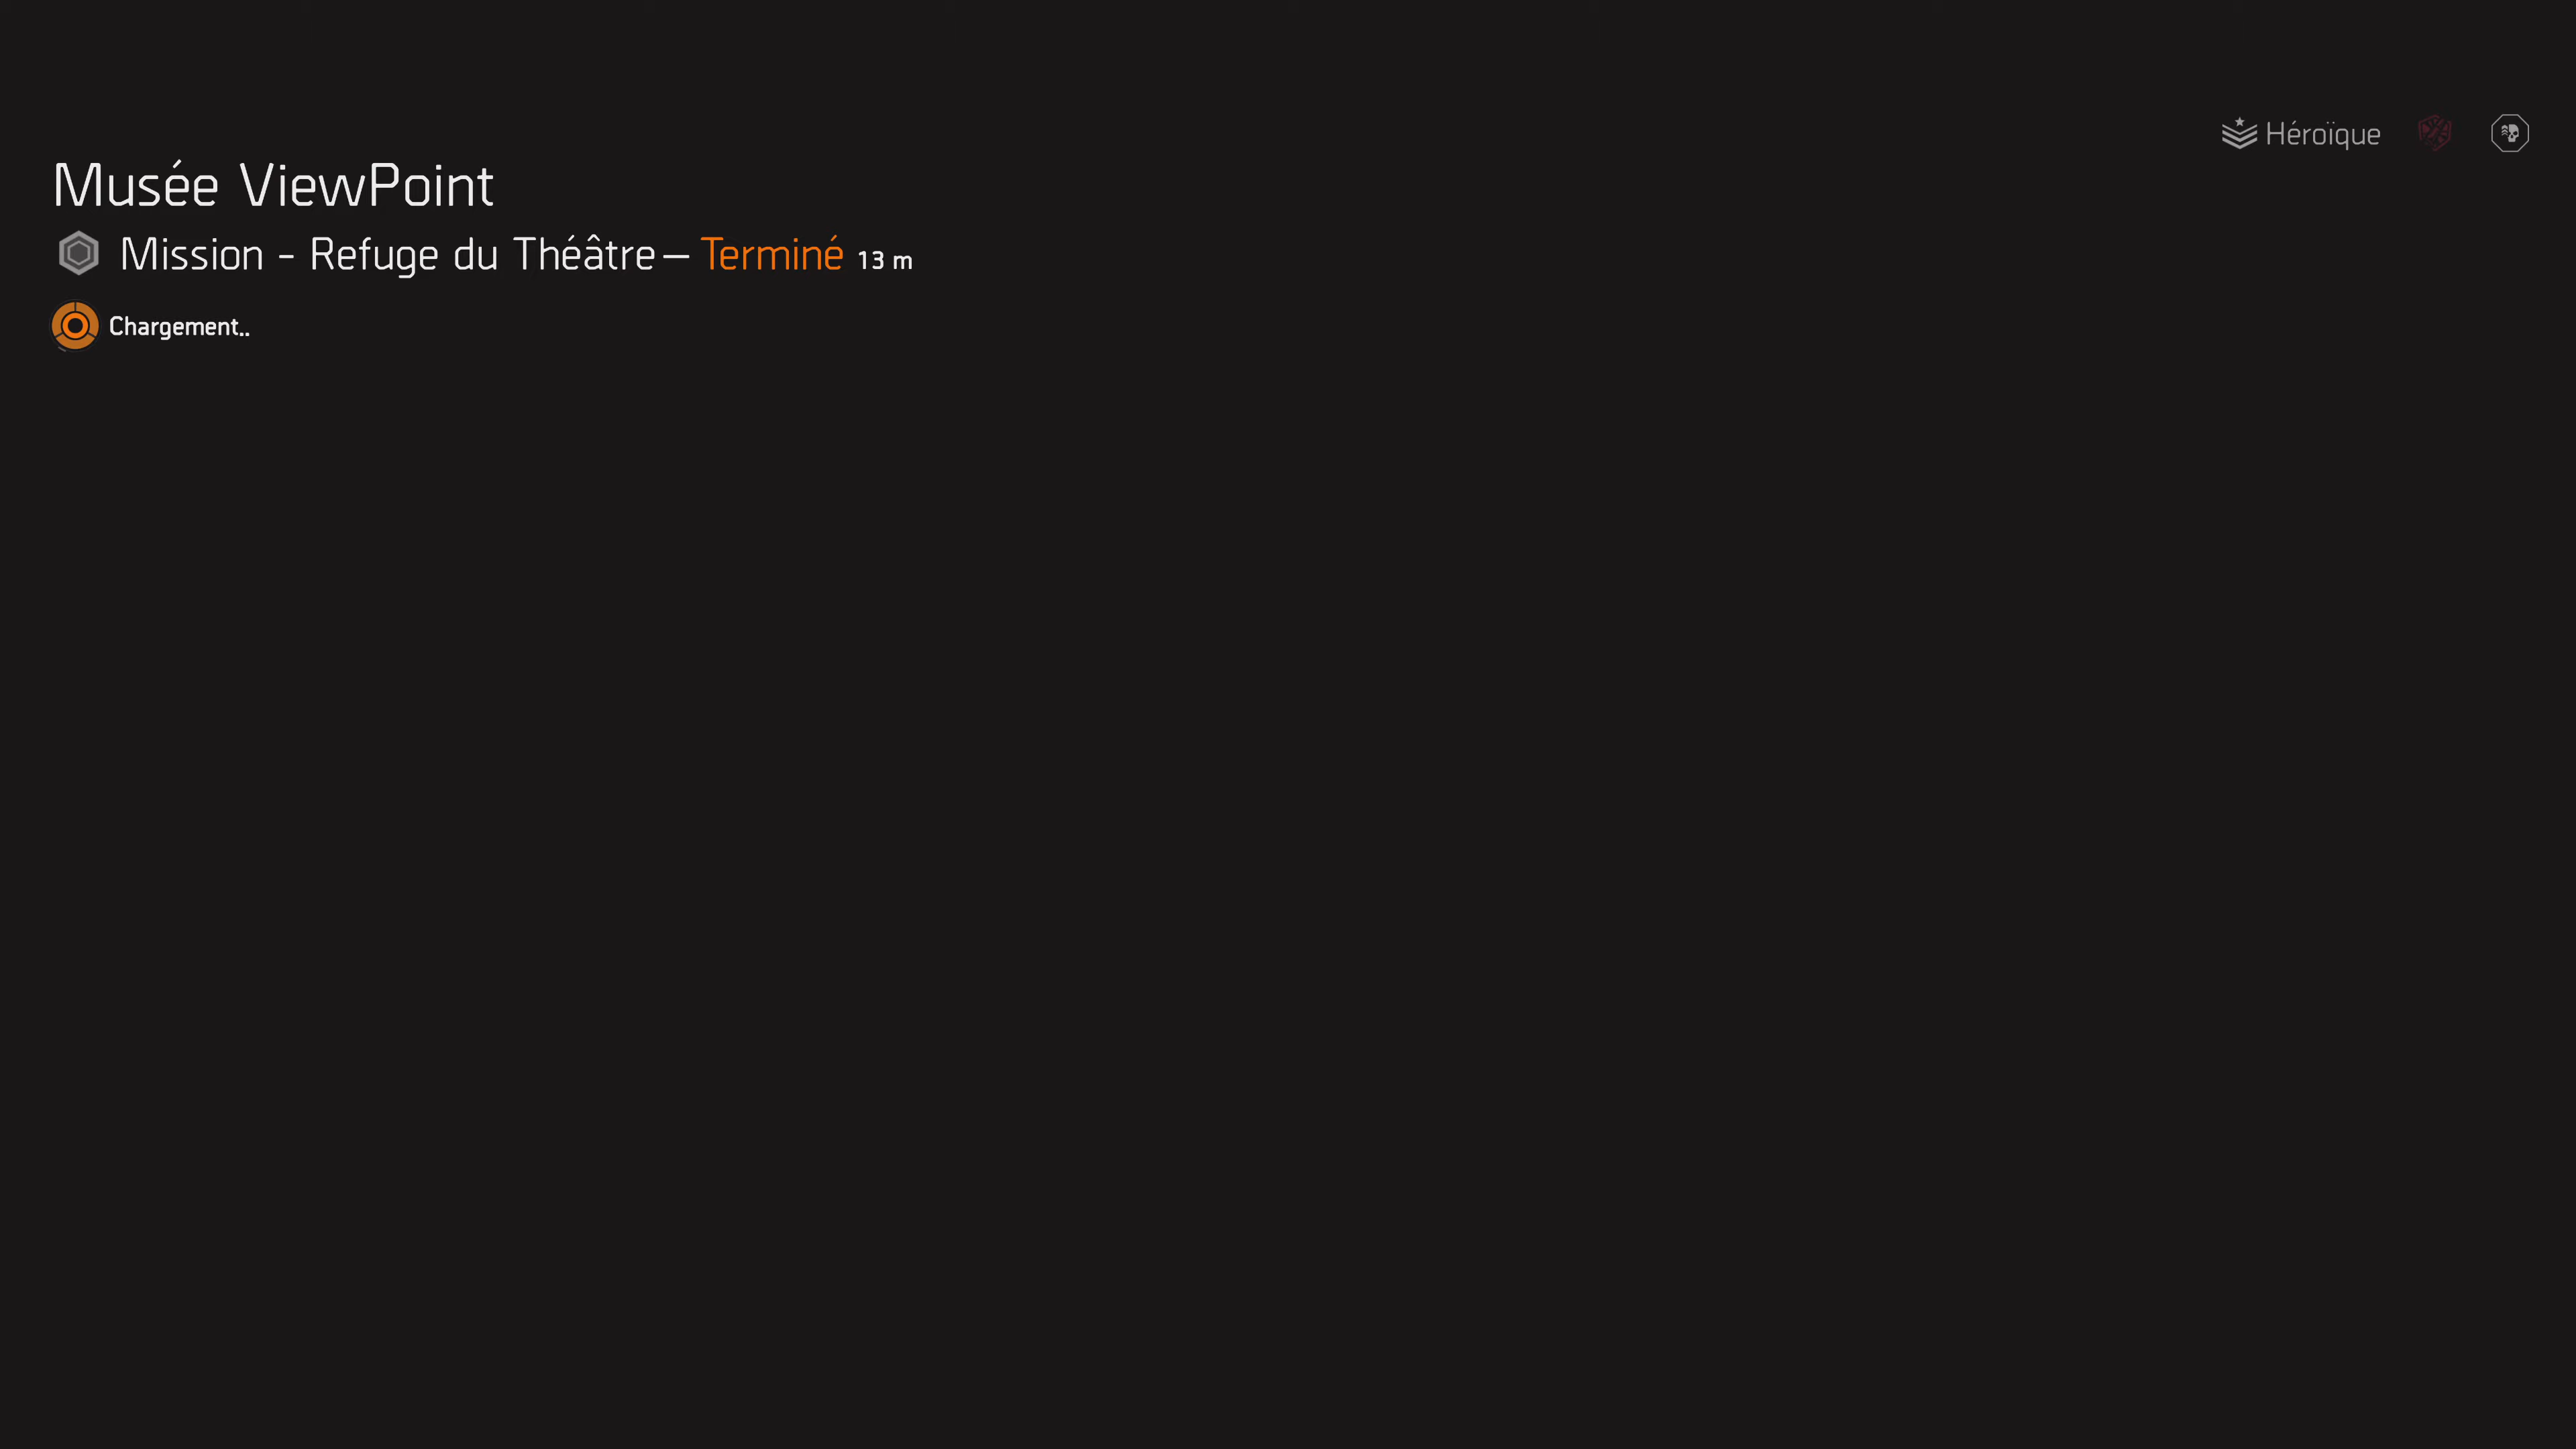 Héroïque
Musée ViewPoint
Mission - Refuge du Théâtre — Terminé 13 m
Chargement..